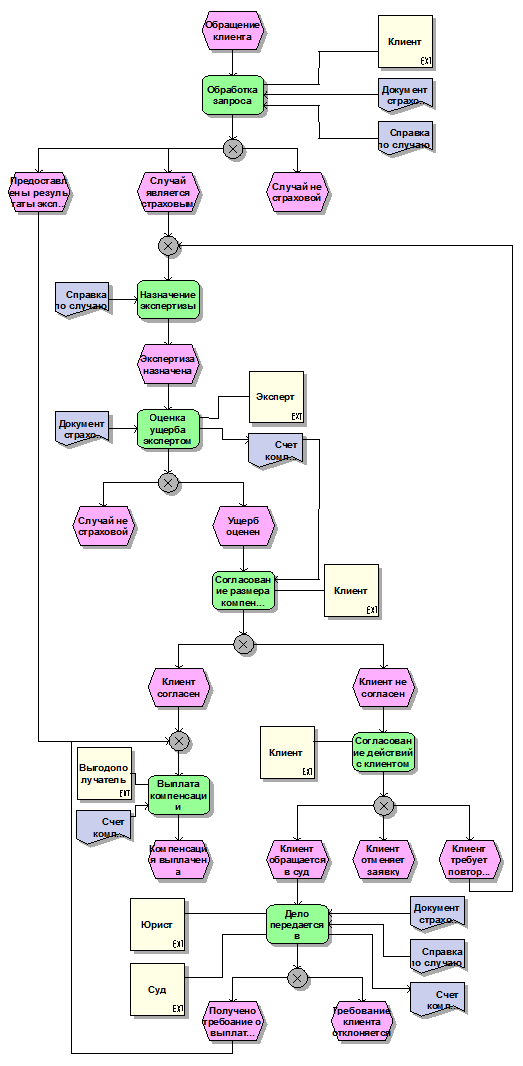 Обращение
клиента
Клиент
EXT
Обработка
запроса
Документ
страхо..
Справка
по случаю
Предоставл
ены резуль
таты эксп...
Случай
является
страховым
Случай не
страховой
Справка
по случаю
Назначение
экспертизы
Экспертиза
назначена
Эксперт
EXT
Документ
страхо..
Оценка
ущерба
экспертом
Счет
комп..
Случай не
страховой
Ущерб
оценен
Согласован
ие размера
компен...
Клиент
EXT
Клиент
согласен
Клиент не
согласен
Выгодопо
лучатель
EXT
Клиент
EXT
Согласован
ие действий
с клиентом
Выплата
компенсаци
и
Счет
комп..
Компенсаци
я выплачен
а
Клиент
обращается
в суд
Клиент
отменяет
заявку
Клиент
требует
повтор...
Юрист
EXT
Дело
передается
в
Документ
страхо..
Справка
по случаю
Суд
EXT
Счет
комп..
Получено
требоание о
выплат...
Требование
клиента
отклоняется